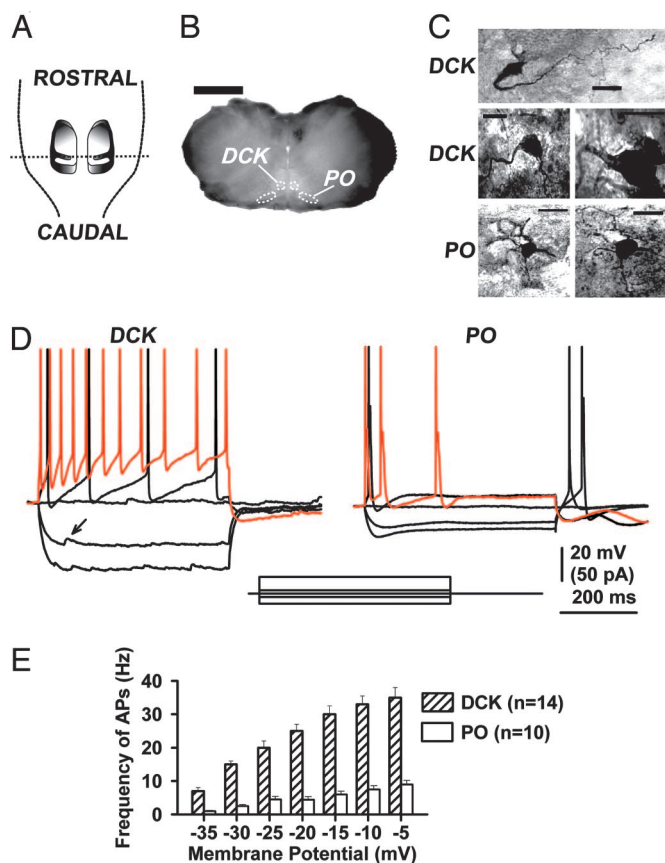 A
ROSTRAL
CAUDAL
B
DCK
PO
C
DCK
DCK
PO
D
DCK
PO
20 mV
(50 pA)
200 ms
E
Frequency of APs (Hz)
40
30
20
10
0
-35 -30 -25 -20 -15 -10 -5
Membrane Potential (mV)
DCK (n=14)
PO (n=10)